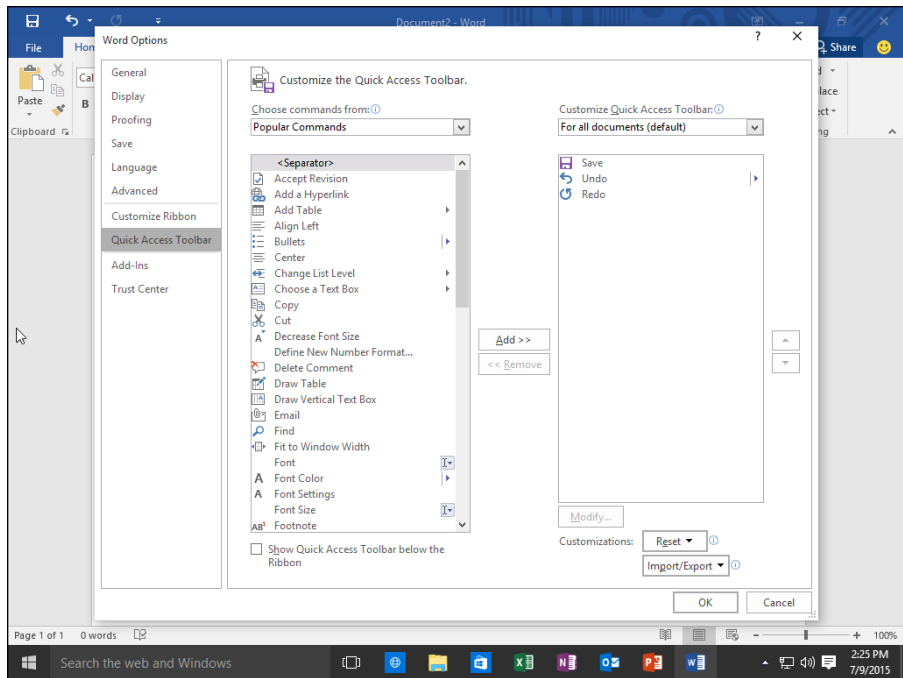 Document2 - Word
Word Options
?
File
Hon
Share
Cal
Paste
B
Clipboard
lace
ect
ng
General
Display
Proofing
Save
Language
Advanced
Customize Ribbon
Quick Access Toolbar
Add-Ins
Trust Center
Customize the Quick Access Toolbar.
Choose commands from:
Popular Commands
<Separator>
Accept Revision
Add a Hyperlink
Add Table
Align Left
Bullets
Center
Change List Level
Choose a Text Box
Copy
Cut
Decrease Font Size
Define New Number Format...
Delete Comment
Draw Table
Draw Vertical Text Box
Email
Find
Fit to Window Width
Font
Font Color
Font Settings
Font Size
AB¹ Footnote
Show Quick Access Toolbar below the
Ribbon
Add >>
<< Remove
Customize Quick Access Toolbar:
For all documents (default)
Save
Undo
Redo
Modify...
Customizations:
Reset
Import/Export
OK
Cancel
Page 1 of 1
0 words
100%
Search the web and Windows
2:25 PM
7/9/2015